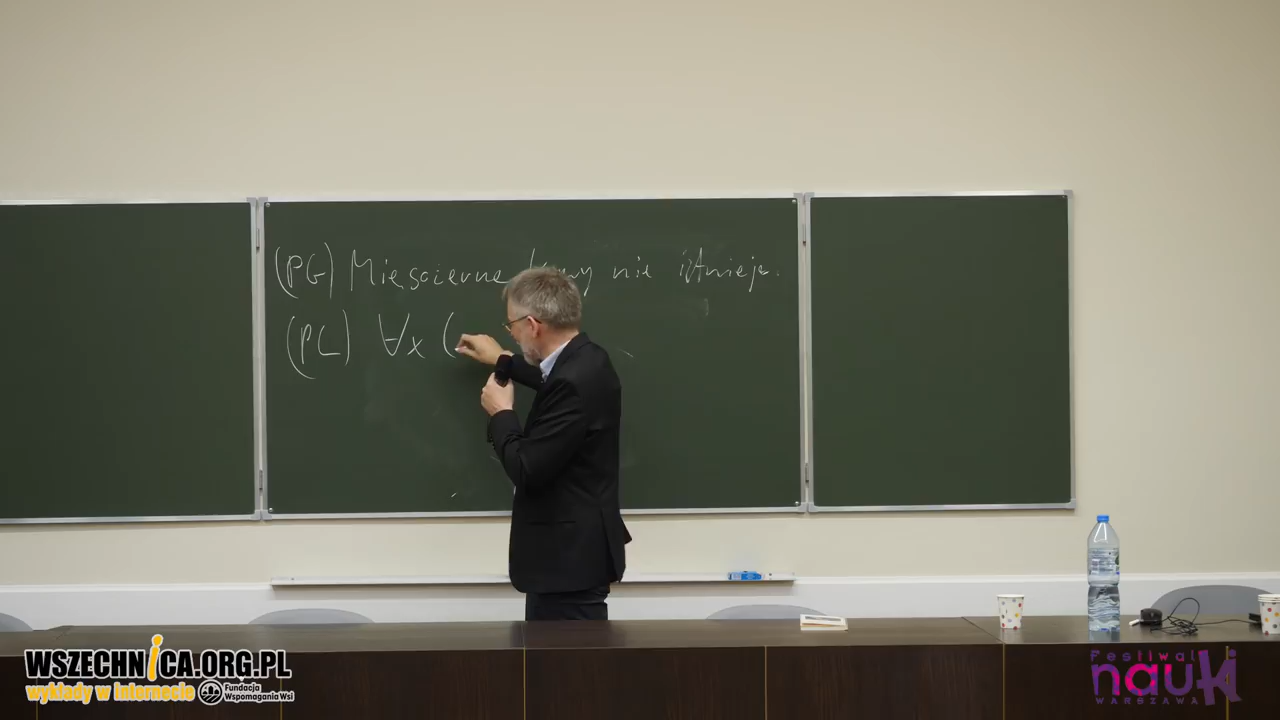 (PG) Mięsożerne nie istnieją.
(PL) ∀x (
WSZECHNICA.ORG.PL
wykłady w Internecie
Fundacja
Wspomagania Wsi
Festiwal
nauki
WARSZAWA